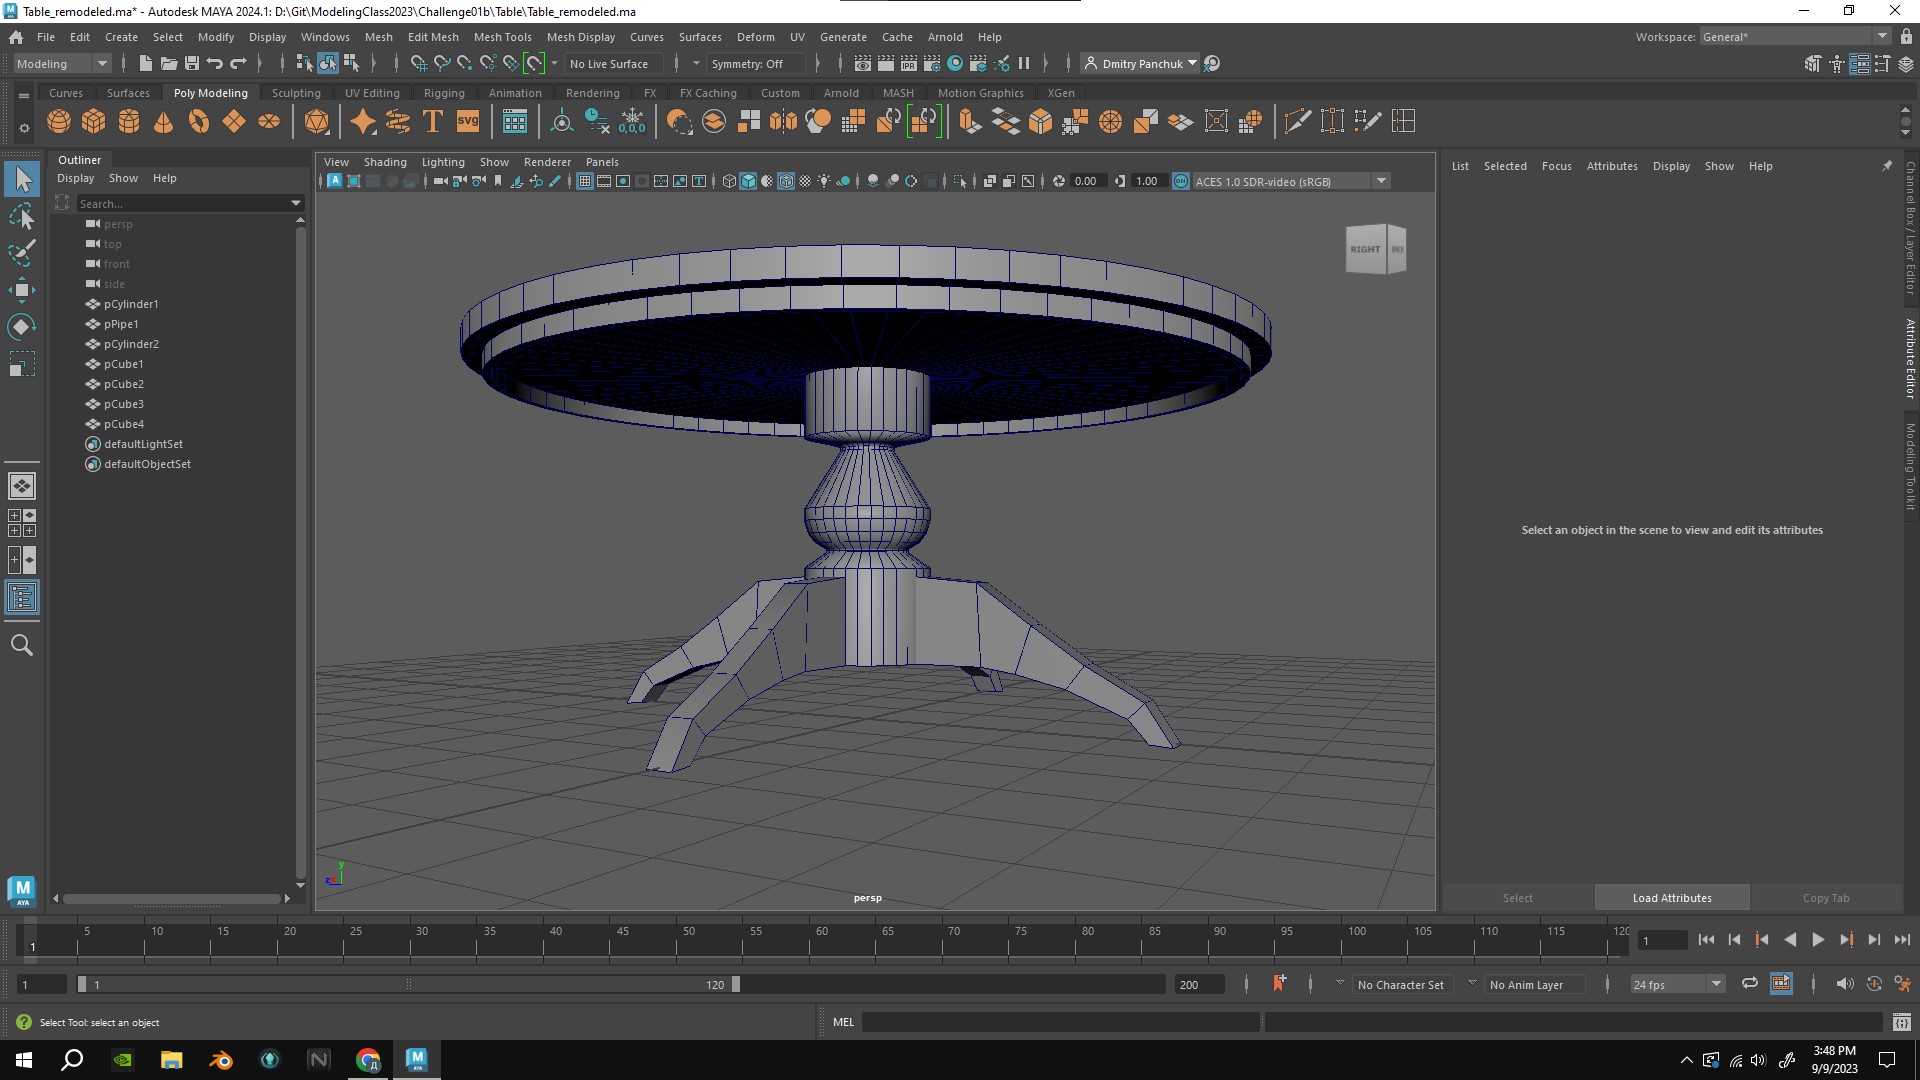 Table_remodeled.ma* - Autodesk MAYA 2024.1: D:\Git\ModelingClass2023\Challenge01b\Table\Table_remodeled.ma
File Edit Create Select Modify Display Windows Mesh Edit Mesh Mesh Tools Mesh Display Curves Surfaces Deform UV Generate Cache Arnold Help Workspace: General*
Modeling No Live Surface Symmetry: Off IPR Dmitry Panchuk
Curves Surfaces Poly Modeling Sculpting UV Editing Rigging Animation Rendering FX FX Caching Custom Arnold MASH Motion Graphics XGen
T SVG 0,0,0
Outliner
Display Show Help
Search...
persp
top
front
side
pCylinder1
pPipe1
pCylinder2
pCube1
pCube2
pCube3
pCube4
defaultLightSet
defaultObjectSet
View Shading Lighting Show Renderer Panels
0.00 1.00 ON ACES 1.0 SDR-video (sRGB)
RIGHT BACK
y
z
persp
List Selected Focus Attributes Display Show Help
Select an object in the scene to view and edit its attributes
Select Load Attributes Copy Tab
Channel Box / Layer Editor
Attribute Editor
Modeling Toolkit
M
AYA
5 10 15 20 25 30 35 40 45 50 55 60 65 70 75 80 85 90 95 100 105 110 115 120
1 1
1 1 120 200 No Character Set No Anim Layer 24 fps
Select Tool: select an object MEL
3:48 PM
9/9/2023